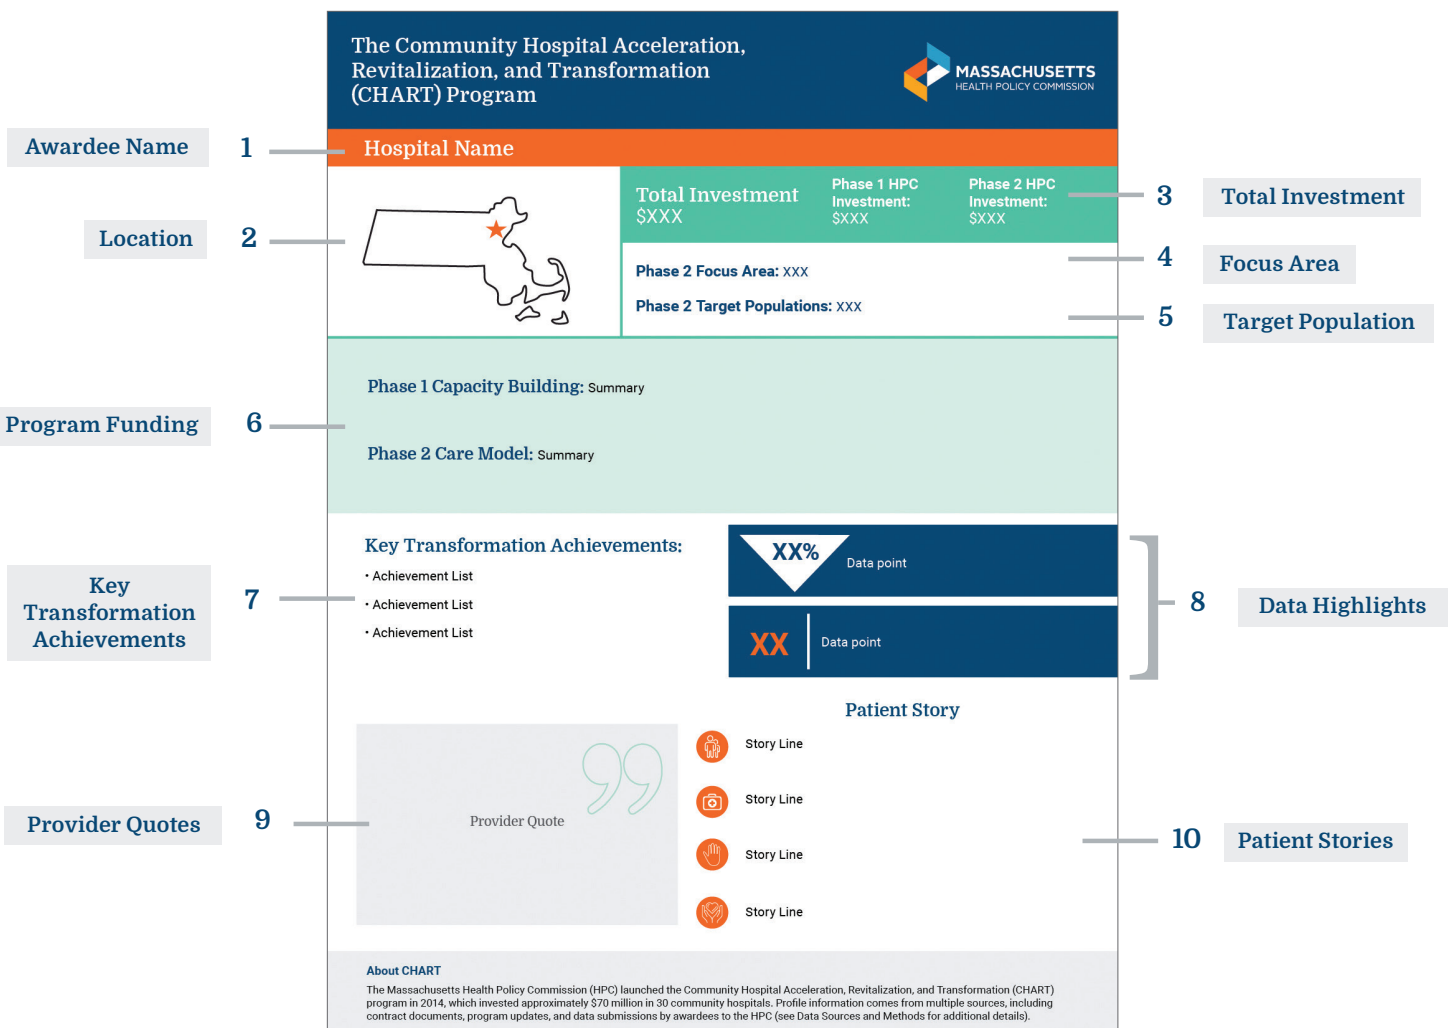 The Community Hospital Acceleration,
Revitalization, and Transformation
(CHART) Program
MASSACHUSETTS
HEALTH POLICY COMMISSION
Awardee Name
1
Hospital Name
Location
2
Total Investment
$XXX
Phase 1 HPC
Investment:
$XXX
Phase 2 HPC
Investment:
$XXX
3
Total Investment
Phase 2 Focus Area: XXX
4
Focus Area
Phase 2 Target Populations: XXX
5
Target Population
Program Funding
6
Phase 1 Capacity Building: Summary
Phase 2 Care Model: Summary
Key
Transformation
Achievements
7
Key Transformation Achievements:
• Achievement List
• Achievement List
• Achievement List
XX%
Data point
XX
Data point
8
Data Highlights
Provider Quotes
9
Provider Quote
Patient Story
Story Line
Story Line
Story Line
Story Line
10
Patient Stories
About CHART
The Massachusetts Health Policy Commission (HPC) launched the Community Hospital Acceleration, Revitalization, and Transformation (CHART)
program in 2014, which invested approximately $70 million in 30 community hospitals. Profile information comes from multiple sources, including
contract documents, program updates, and data submissions by awardees to the HPC (see Data Sources and Methods for additional details).